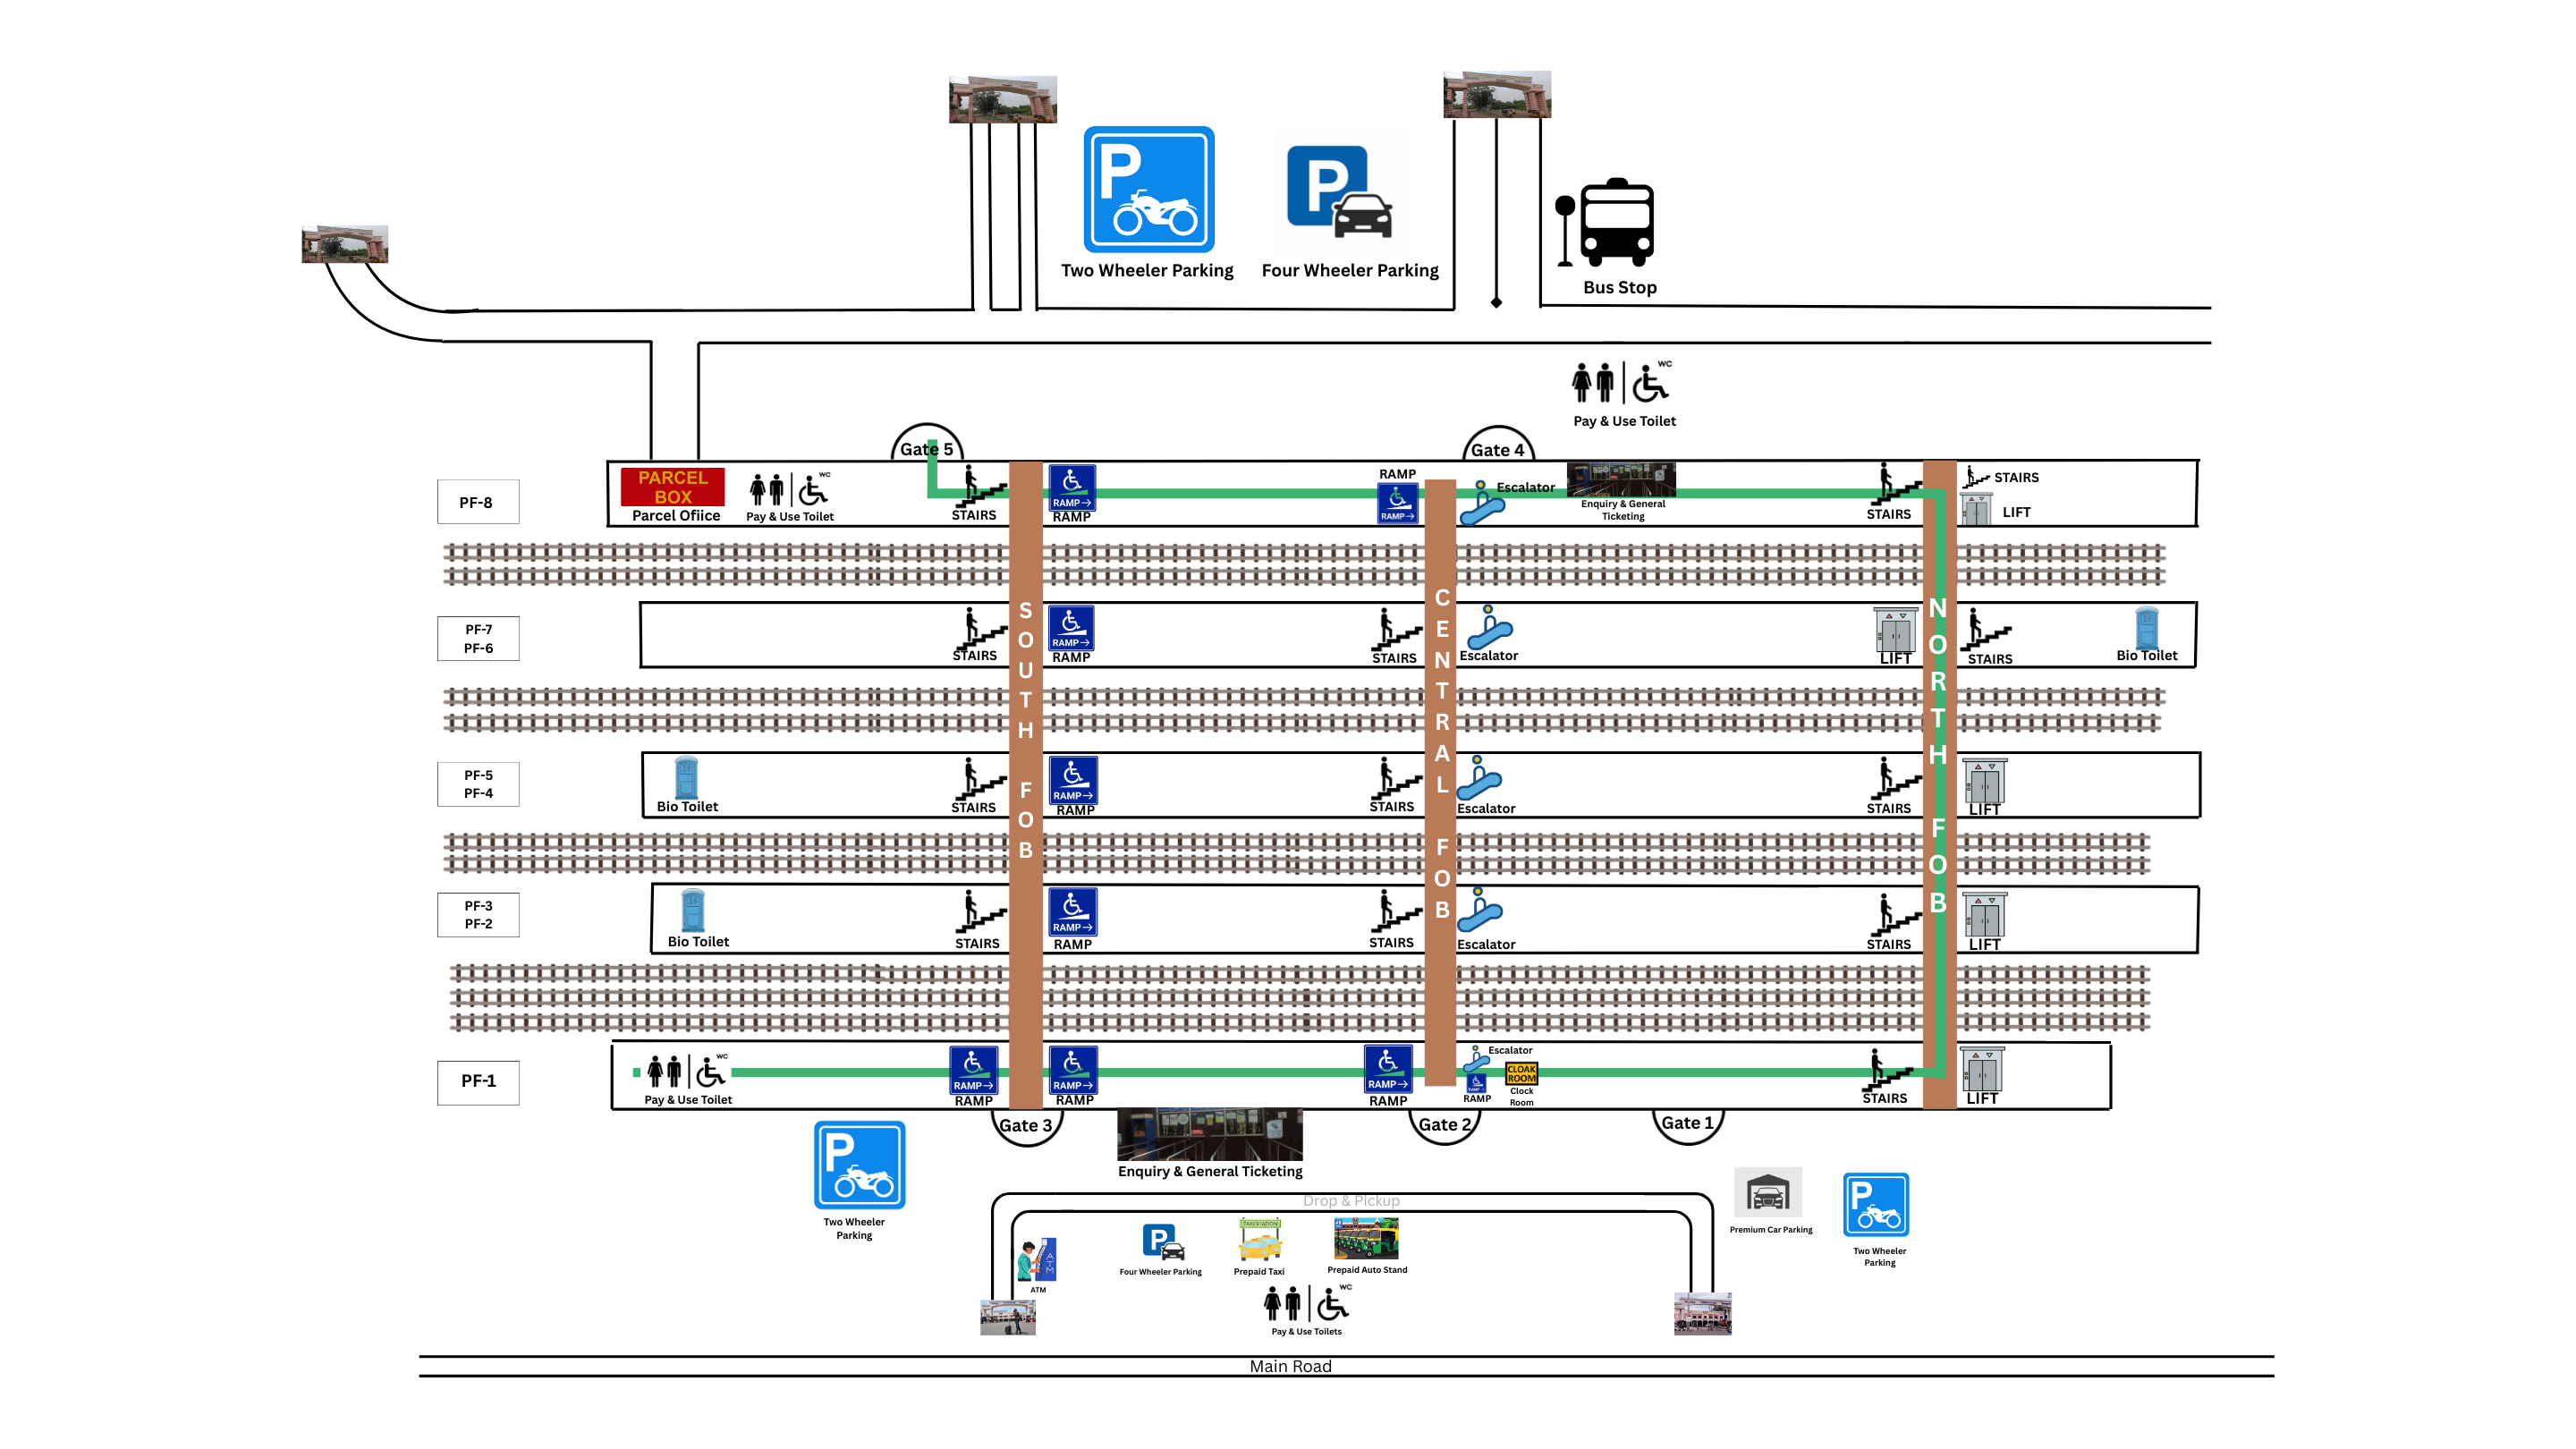 Two Wheeler Parking
Four Wheeler Parking
Bus Stop
WC
Pay & Use Toilet
Gate 5
Gate 4
PF-8
PARCEL
BOX
Parcel Ofiice
WC
Pay & Use Toilet
STAIRS
RAMP→
RAMP
RAMP
RAMP→
Escalator
Enquiry & General
Ticketing
STAIRS
STAIRS
LIFT
PF-7
PF-6
STAIRS
RAMP→
RAMP
STAIRS
Escalator
LIFT
STAIRS
Bio Toilet
SOUTH FOB
CENTRAL FOB
NORTH FOB
PF-5
PF-4
Bio Toilet
STAIRS
RAMP→
RAMP
STAIRS
Escalator
STAIRS
LIFT
PF-3
PF-2
Bio Toilet
STAIRS
RAMP→
RAMP
STAIRS
Escalator
STAIRS
LIFT
PF-1
WC
Pay & Use Toilet
RAMP→
RAMP
RAMP→
RAMP
RAMP→
RAMP
Escalator
RAMP
CLOAK
ROOM
Clock
Room
STAIRS
LIFT
Gate 3
Gate 2
Gate 1
Enquiry & General Ticketing
Two Wheeler
Parking
Drop & Pickup
Premium Car Parking
Two Wheeler
Parking
ATM
ATM
Four Wheeler Parking
TAXI STATION
Prepaid Taxi
Prepaid Auto Stand
WC
Pay & Use Toilets
Main Road